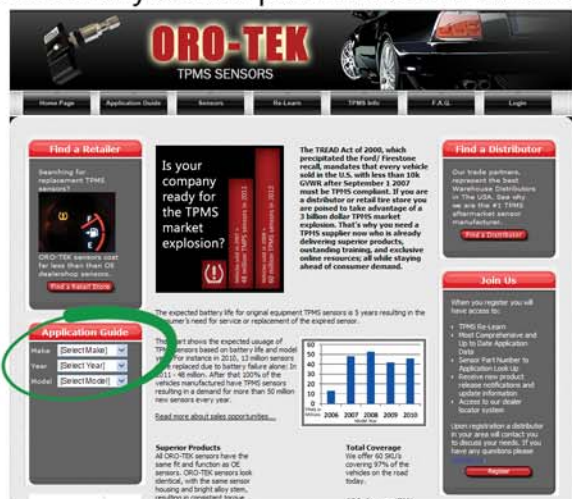 ORO-TEK
TPMS SENSORS
Home Page
Application Guide
Sensors
Re-Learn
TPMS Info
F.A.Q.
Login
Find a Retailer
Searching for
replacement TPMS
sensors?
ORO-TEK sensors cost
far less than than OE
dealership sensors.
Find a Retail Store
Application Guide
Make [Select Make]
Year [Select Year]
Model [Select Model]
Is your
company
ready for
the TPMS
market
explosion?
The TREAD Act of 2000, which
precipitated the Ford/ Firestone
recall, mandates that every vehicle
sold in the U.S. with less than 10k
GVWR after September 1 2007
must be TPMS compliant. If you are
a distributor or retail tire store you
are poised to take advantage of a
3 billion dollar TPMS market
explosion. That's why you need a
TPMS supplier now who is already
delivering superior products,
oustanding training, and exclusive
online resources; all while staying
ahead of consumer demand.
The expected battery life for original equipment TPMS sensors is 5 years resulting in the
need for service or replacement of the expired sensor.
chart shows the expected usuage of
sensors based on battery life and model
For instance in 2010, 13 million sensors
replaced due to battery failure alone; In
2011 - 48 million. After that 100% of the
vehicles manufactured have TPMS sensors
resulting in a demand for more than 50 million
new sensors every year.
Read more about sales opportunities...
60
50
40
30
20
10
0
2006 2007 2008 2009 2010
Model Year
Superior Products
All ORO-TEK sensors have the
same fit and function as OE
sensors. ORO-TEK sensors look
identical, with the same sensor
housing and bright alloy stem,
resulting in consistent torque
Total Coverage
We offer 60 SKU's
covering 97% of the
vehicles on the road
today.
Find a Distributor
Our trade partners,
represent the best
Warehouse Distributors
in The USA. See why
we are the #1 TPMS
aftermarket sensor
manufacturer.
Find a Distributor
Join Us
When you register you will
have access to:
• TPMS Re-Learn
• Most Comprehensive and
Up to Date Application
Data
• Sensor Part Number to
Application Look Up
• Receive new product
release notifications and
update information
• Access to our dealer
locator system
Upon registration a distributor
in your area will contact you
to discuss your needs. If you
have any questions please
Register